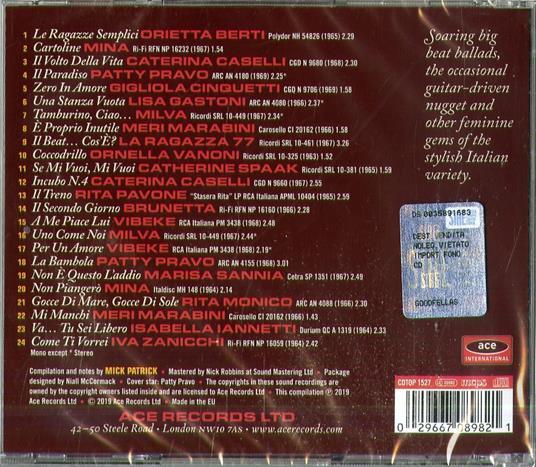 1 Le Ragazze Semplici ORIETTA BERTI Polydor NH 54826 (1965) 2.29
2 Cartoline MINA Ri-Fi RFN NP 16232 (1967) 1.54
3 Il Volto Della Vita CATERINA CASELLI CGD N 9680 (1968) 2.30
4 Il Paradiso PATTY PRAVO ARC AN 4180 (1969) 2.25*
5 Zero In Amore GIGLIOLA CINQUETTI CGD N 9706 (1969) 1.58
6 Una Stanza Vuota LISA GASTONI ARC AN 4080 (1966) 2.37*
7 Tamburino, Ciao... MILVA Ricordi SRL 10-449 (1967) 2.34*
8 È Proprio Inutile MERI MARABINI Carosello CI 20162 (1966) 1.58
9 Il Beat... Cos'È? LA RAGAZZA 77 Ricordi SRL 10-461 (1967) 3.26
10 Coccodrillo ORNELLA VANONI Ricordi SRL 10-325 (1963) 1.52
11 Se Mi Vuoi, Mi Vuoi CATHERINE SPAAK Ricordi SRL 10-381 (1965) 1.59
12 Incubo N.4 CATERINA CASELLI CGD N 9660 (1967) 2.55
13 Il Treno RITA PAVONE "Stasera Rita" LP RCA Italiana APML 10404 (1965) 2.59
14 Il Secondo Giorno BRUNETTA Ri-Fi RFN NP 16160 (1966) 2.28
15 A Me Piace Lui VIBEKE RCA Italiana PM 3438 (1968) 2.48
16 Uno Come Noi MILVA Ricordi SRL 10-449 (1967) 2.44*
17 Per Un Amore VIBEKE RCA Italiana PM 3438 (1968) 2.19*
18 La Bambola PATTY PRAVO ARC AN 4155 (1968) 3.01
19 Non È Questo L'addio MARISA SANNIA Cetra SP 1351 (1967) 2.49
20 Non Piangerò MINA Italdisc MH 148 (1964) 2.14
21 Gocce Di Mare, Gocce Di Sole RITA MONICO ARC AN 4088 (1966) 2.30
22 Mi Manchi MERI MARABINI Carosello CI 20162 (1966) 1.43
23 Va... Tu Sei Libero ISABELLA IANNETTI Durium QC A 1319 (1964) 2.33
24 Come Ti Vorrei IVA ZANICCHI Ri-Fi RFN NP 16059 (1964) 2.42
Mono except * Stereo
Soaring big
beat ballads,
the occasional
guitar-driven
nugget and
other feminine
gems of the
stylish Italian
variety.
DS 0035891683
DEST. VENDITA
NOLEG. VIETATO
IMPORT FONO
CD
GOODFELLAS
ace
INTERNATIONAL
Compilation and notes by MICK PATRICK • Mastered by Nick Robbins at Sound Mastering Ltd • Package
designed by Niall McCormack • Cover star: Patty Pravo • The copyrights in these sound recordings are
owned by the copyright owners listed inside and are licensed to Ace Records Ltd • This compilation ℗ 2019
Ace Records Ltd • © 2019 Ace Records Ltd • Made in the EU
ACE RECORDS LTD
42–50 Steele Road • London NW10 7AS • www.acerecords.com
CDTOP 1527
mcps
0 29667 08982 1